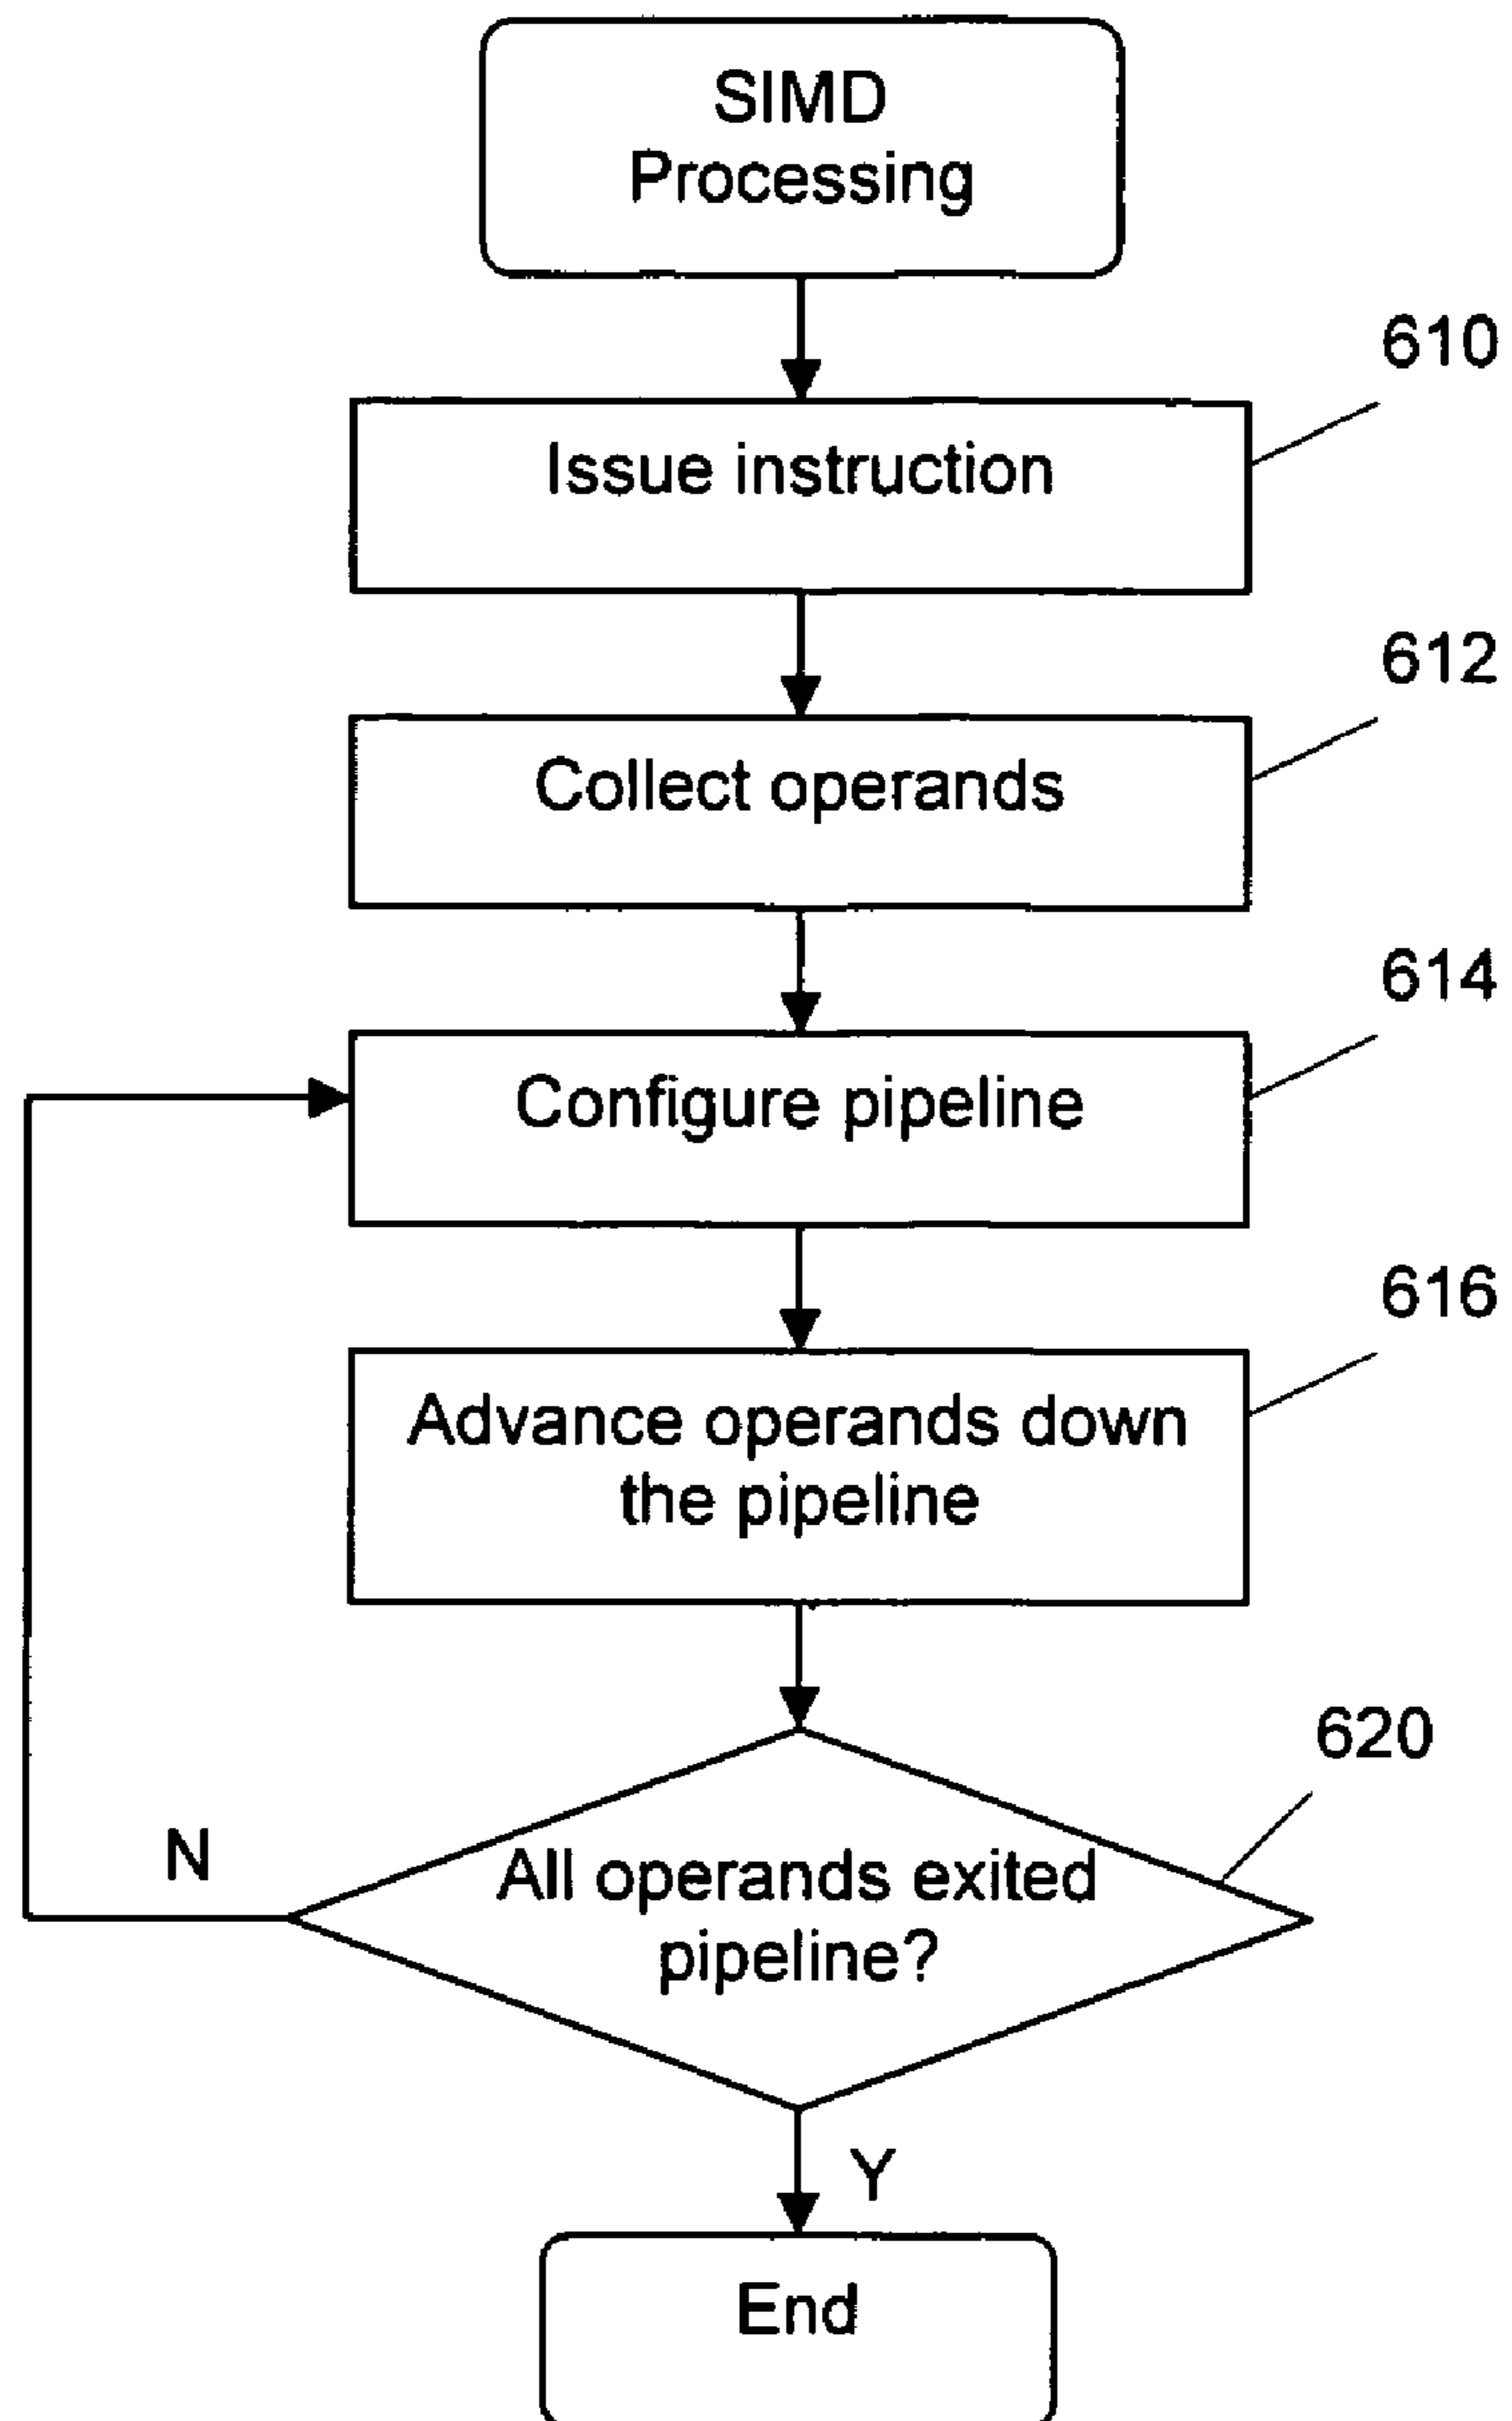 SIMD
Processing
610
Issue instruction
612
Collect operands
614
Configure pipeline
616
Advance operands down
the pipeline
620
N
All operands exited
pipeline?
Y
End